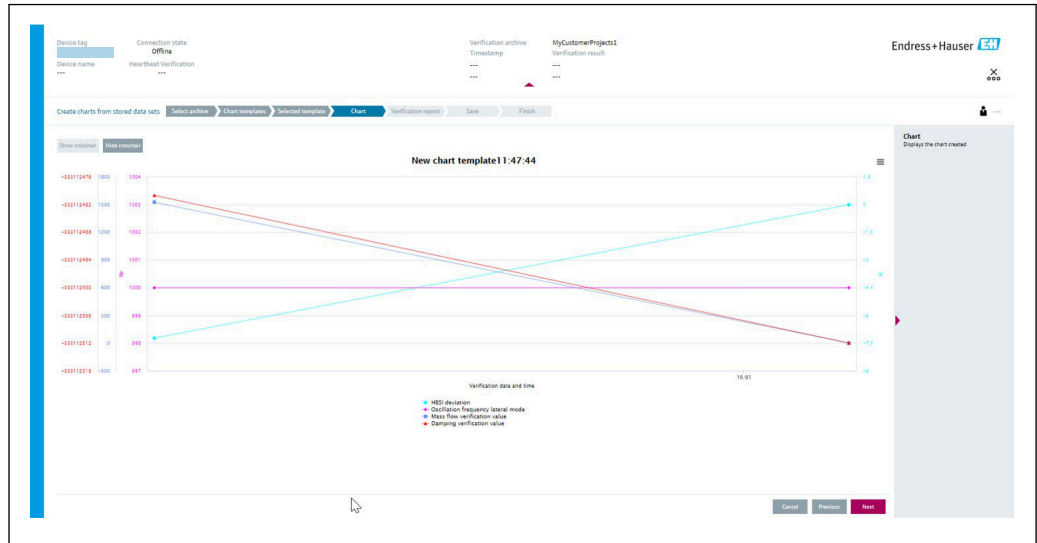 Device tag
Connection state
Offline
Device name
Heartbeat Verification
---
---
Verification archive
MyCustomerProjects1
Timestamp
Verification result
---
---
---
---
Endress+Hauser EH
Create charts from stored data sets
Select archive
Chart templates
Selected template
Chart
Verification report
Save
Finish
Chart
Displays the chart created
Show crosshair
Hide crosshair
New chart template11:47:44
1800 1004
1500 1003
1200 1002
900 1001
Hz
600 1000
300 999
0 998
-300 997
10:01
Verification date and time
HBSI deviation
Oscillation frequency lateral mode
Mass flow verification value
Damping verification value
Cancel
Previous
Next